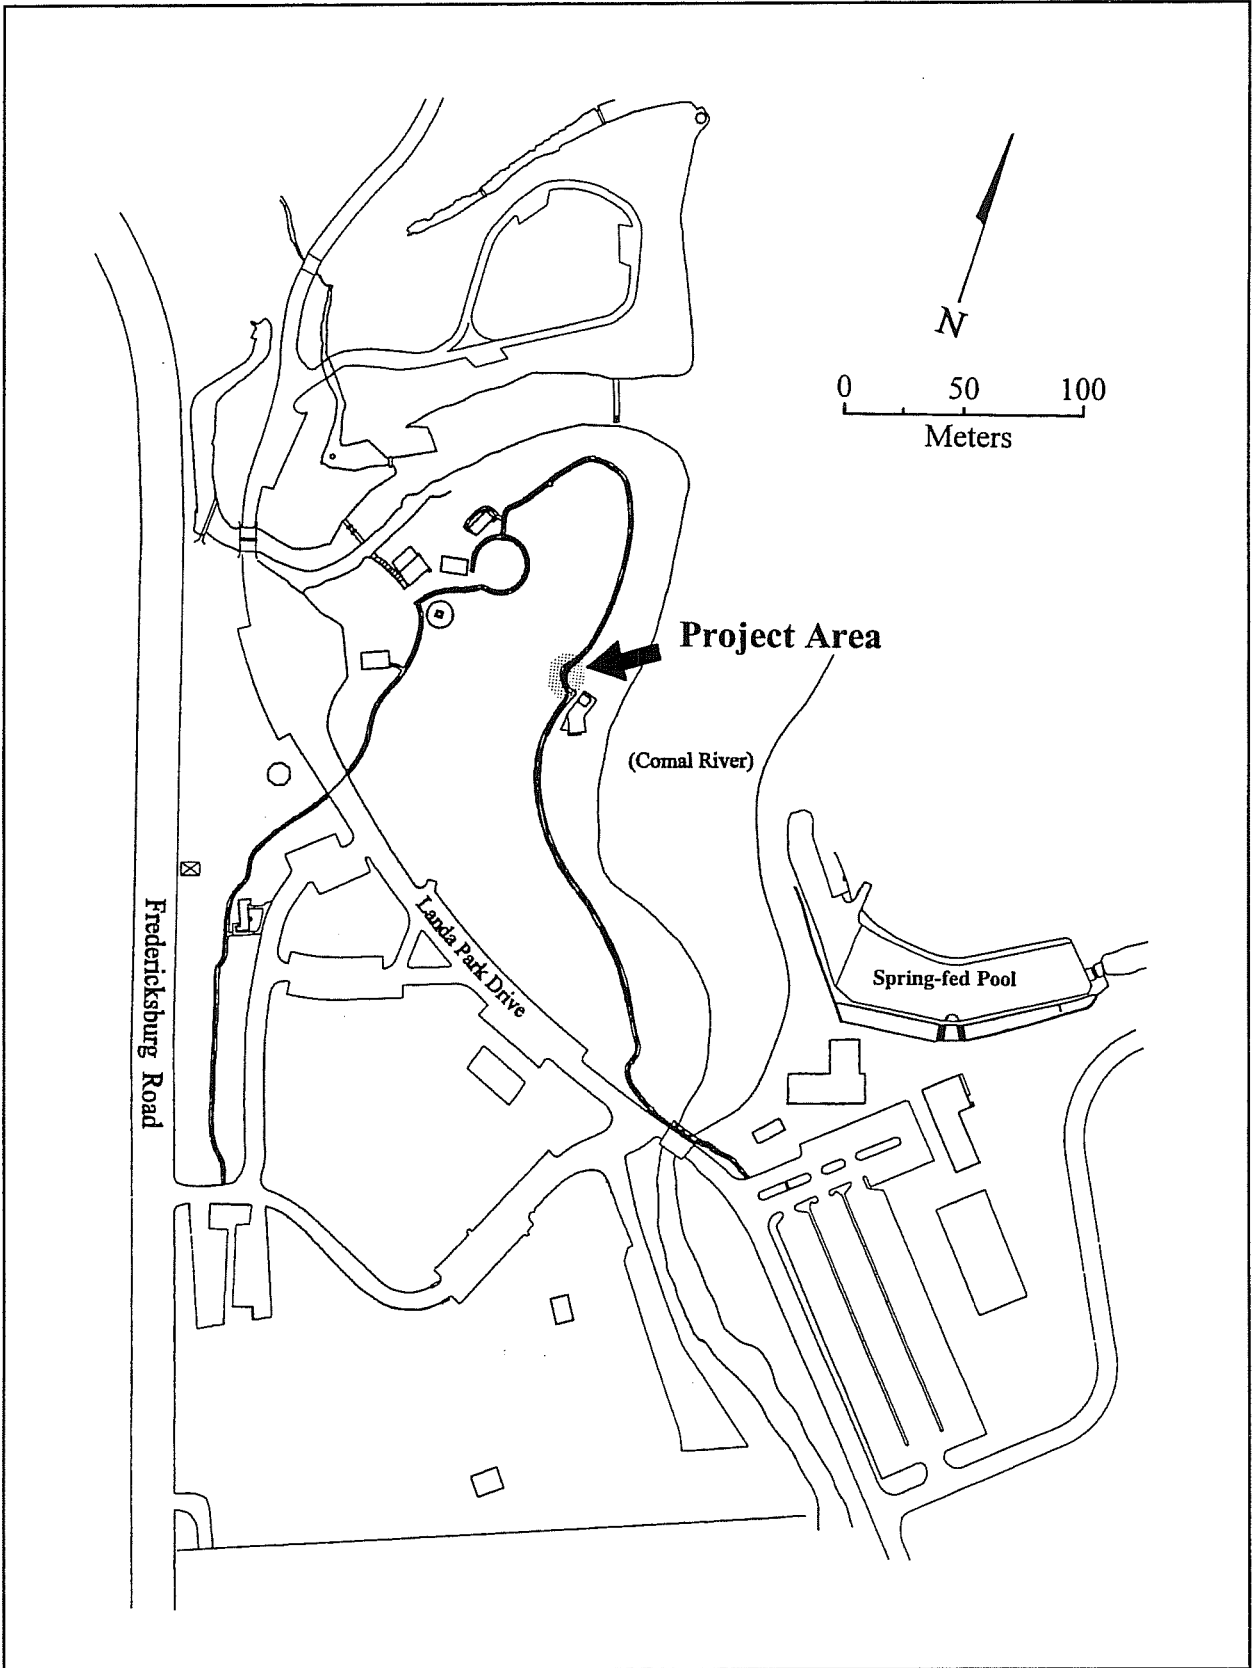 N
0 50 100
Meters
Project Area
(Comal River)
Spring-fed Pool
Landa Park Drive
Fredericksburg Road